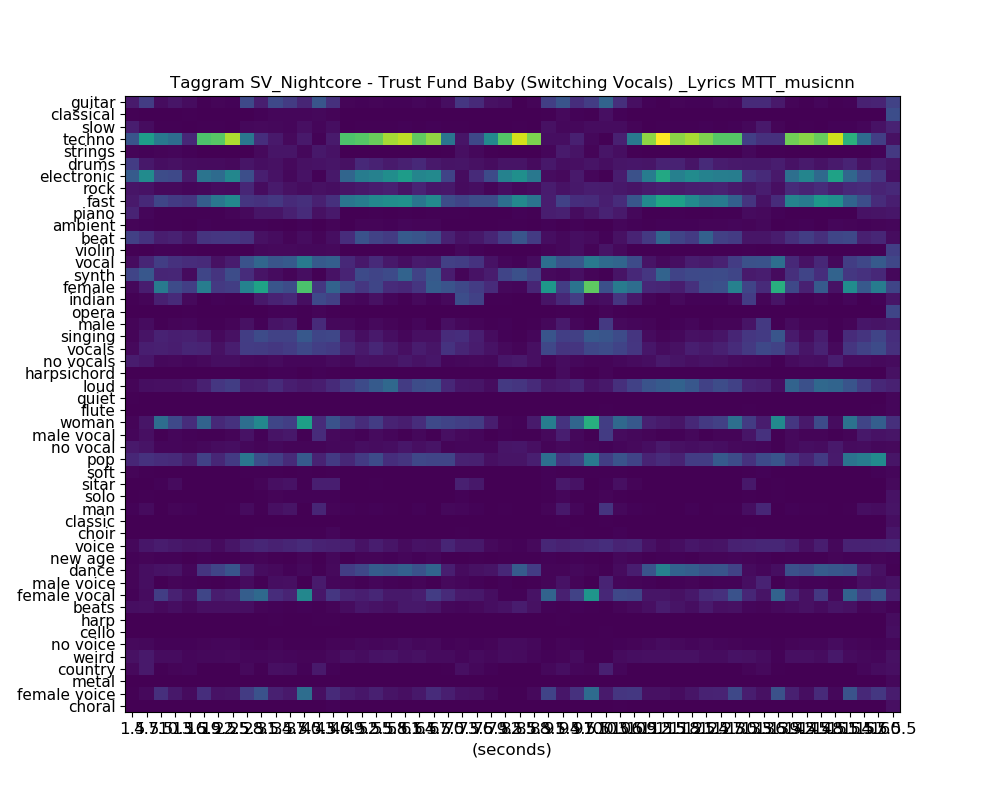 Taggram SV_Nightcore - Trust Fund Baby (Switching Vocals) _Lyrics MTT_musicnn
guitar
classical
slow
techno
strings
drums
electronic
rock
fast
piano
ambient
beat
violin
vocal
synth
female
indian
opera
male
singing
vocals
no vocals
harpsichord
loud
quiet
flute
woman
male vocal
no vocal
pop
soft
sitar
solo
man
classic
choir
voice
new age
dance
male voice
female vocal
beats
harp
cello
no voice
weird
country
metal
female voice
choral
(seconds)